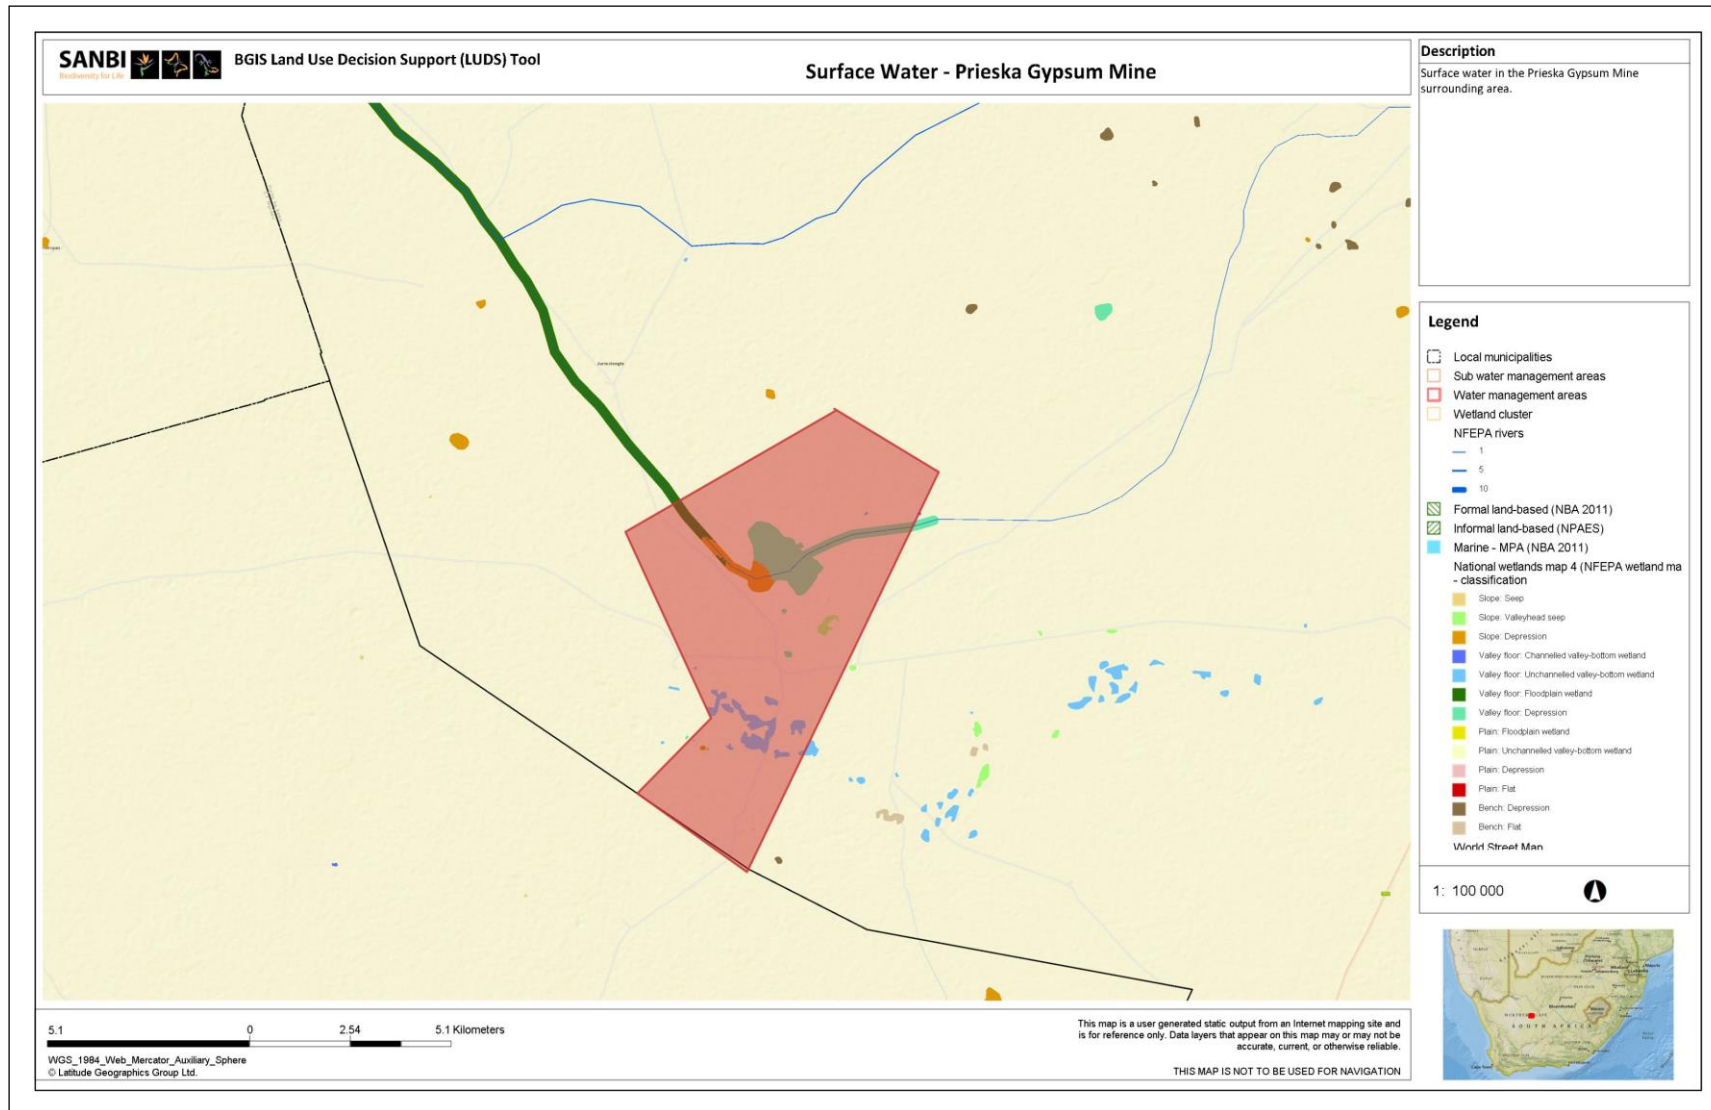 SANBI
Biodiversity for Life
BGIS Land Use Decision Support (LUDS) Tool
Surface Water - Prieska Gypsum Mine
Description
Surface water in the Prieska Gypsum Mine
surrounding area.
Legend
Local municipalities
Sub water management areas
Water management areas
Wetland cluster
NFEPA rivers
1
5
10
Formal land-based (NBA 2011)
Informal land-based (NPAES)
Marine - MPA (NBA 2011)
National wetlands map 4 (NFEPA wetland ma
- classification
Slope: Seep
Slope: Valleyhead seep
Slope: Depression
Valley floor: Channelled valley-bottom wetland
Valley floor: Unchannelled valley-bottom wetland
Valley floor: Floodplain wetland
Valley floor: Depression
Plain: Floodplain wetland
Plain: Unchannelled valley-bottom wetland
Plain: Depression
Plain: Flat
Bench: Depression
Bench: Flat
World Street Map
1: 100 000
SOUTH AFRICA
5.1 0 2.54 5.1 Kilometers
WGS_1984_Web_Mercator_Auxiliary_Sphere
© Latitude Geographics Group Ltd.
This map is a user generated static output from an Internet mapping site and
is for reference only. Data layers that appear on this map may or may not be
accurate, current, or otherwise reliable.
THIS MAP IS NOT TO BE USED FOR NAVIGATION